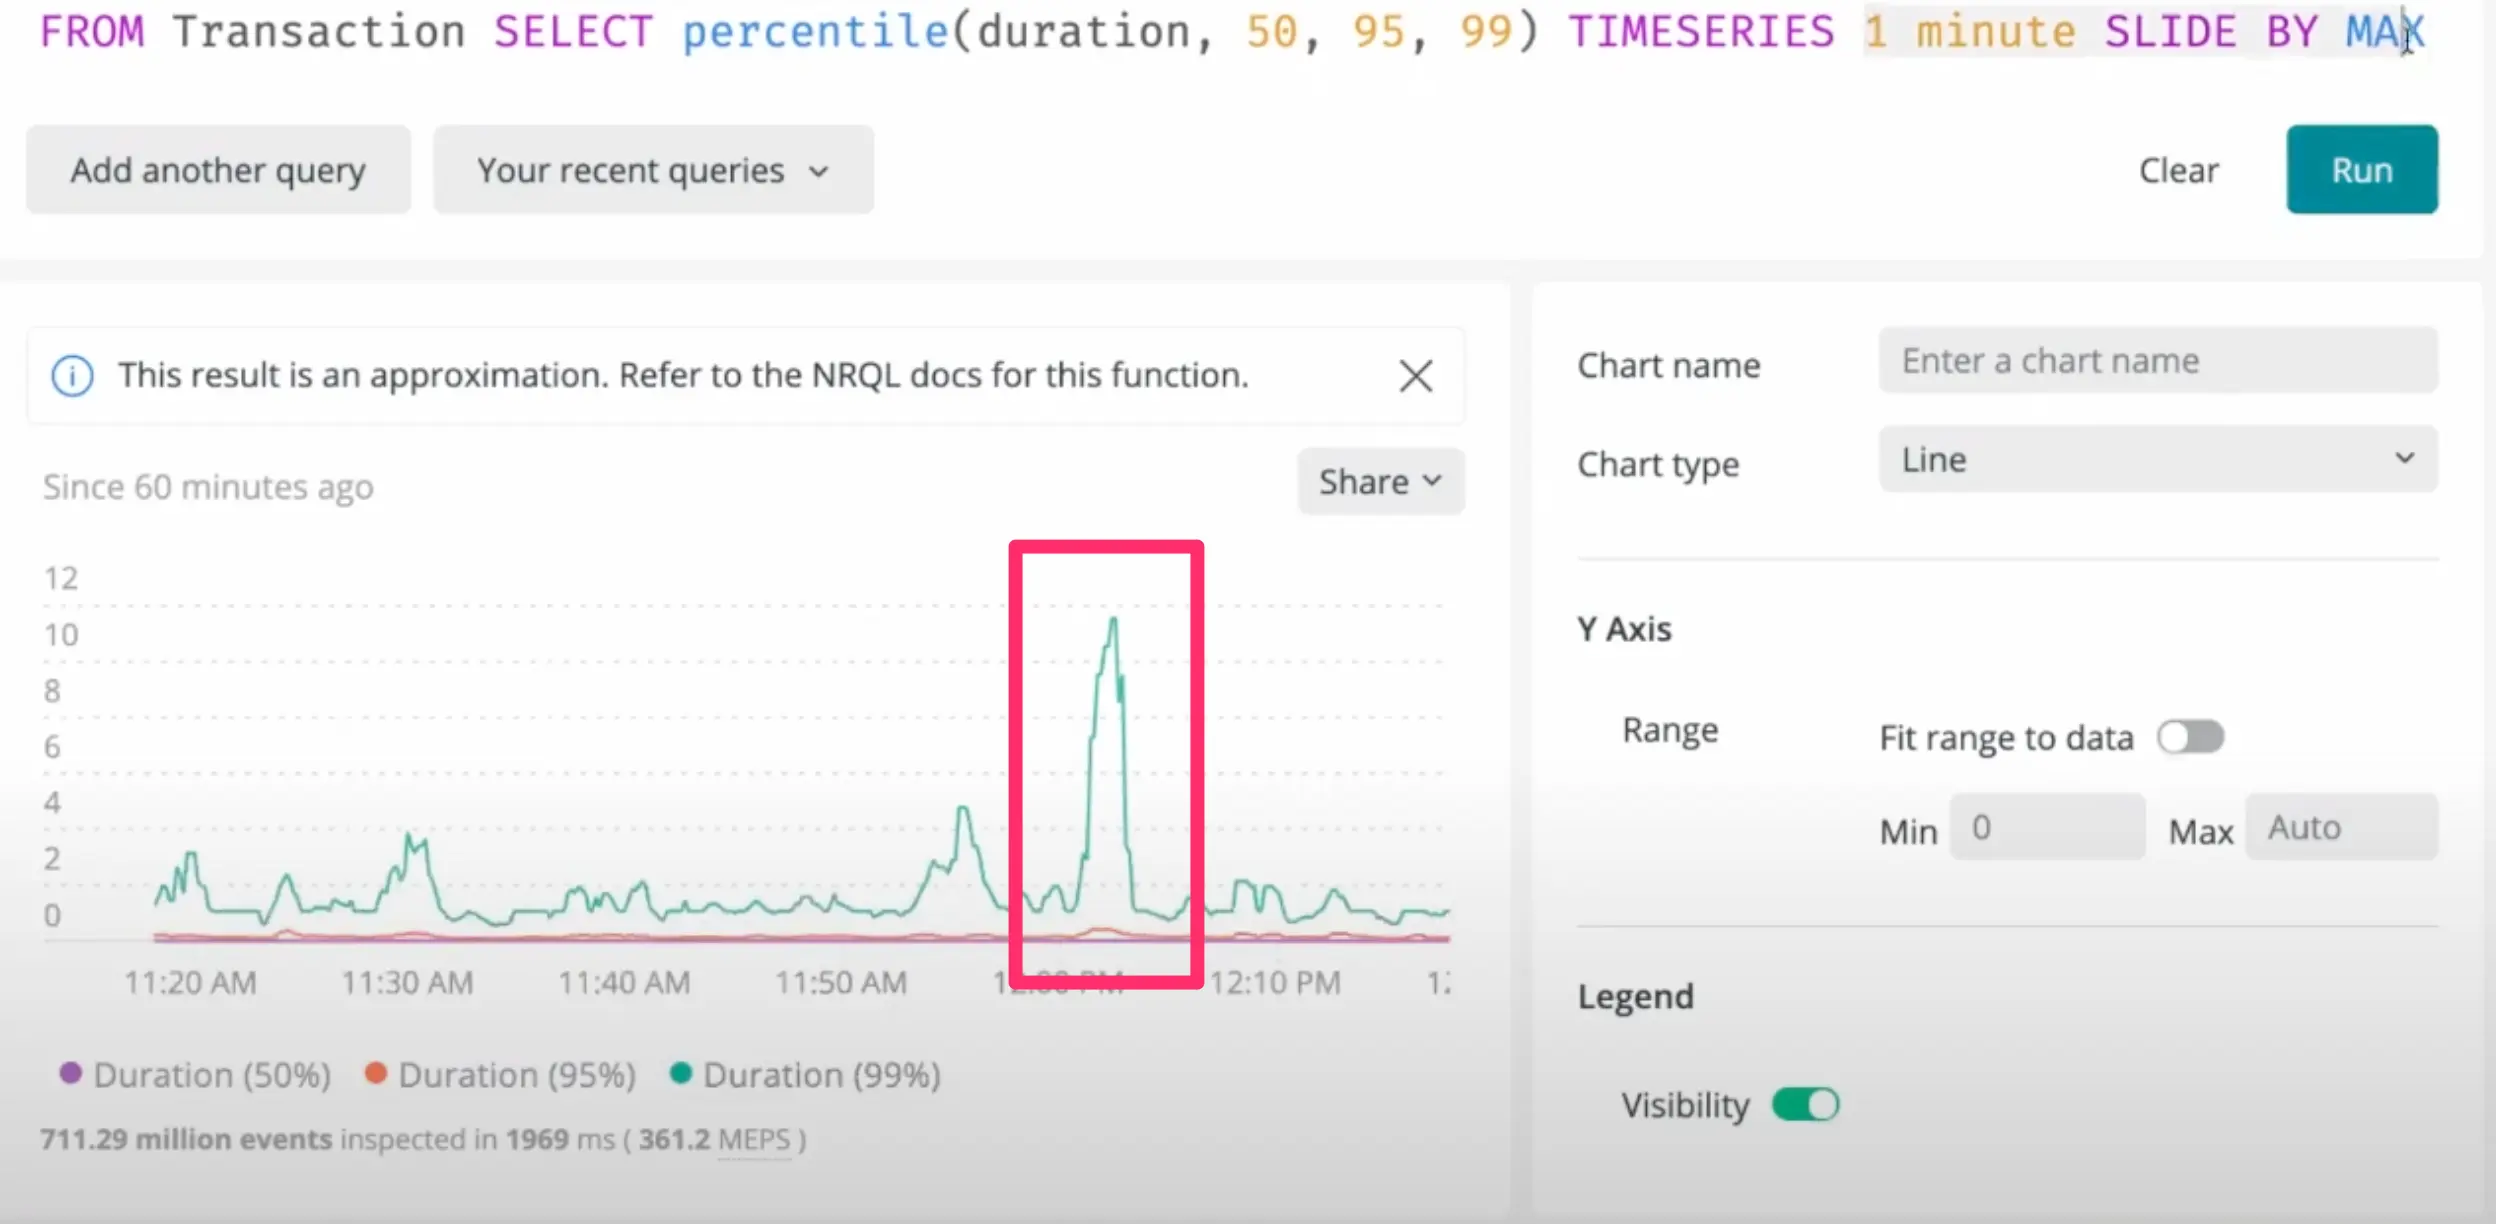 FROM Transaction SELECT percentile(duration, 50, 95, 99) TIMESERIES 1 minute SLIDE BY MAX
Add another query
Your recent queries
Clear
Run
This result is an approximation. Refer to the NRQL docs for this function.
Since 60 minutes ago
Share
12
10
8
6
4
2
0
11:20 AM 11:30 AM 11:40 AM 11:50 AM 12:00 PM 12:10 PM
Duration (50%) Duration (95%) Duration (99%)
711.29 million events inspected in 1969 ms ( 361.2 MEPS )
Chart name
Enter a chart name
Chart type
Line
Y Axis
Range
Fit range to data
Min 0 Max Auto
Legend
Visibility